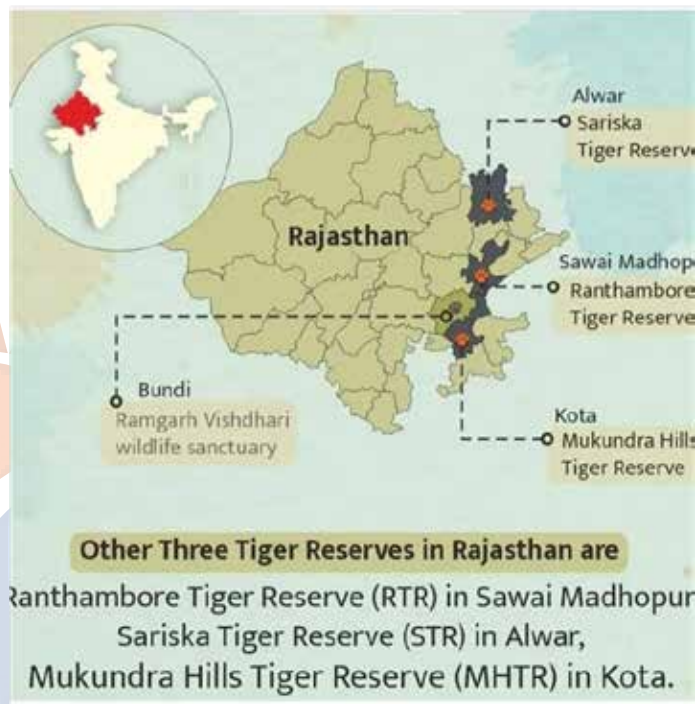 Alwar
Sariska
Tiger Reserve
Rajasthan
Sawai Madhop
Ranthambore
Tiger Reserve
Bundi
Ramgarh Vishdhari
wildlife sanctuary
Kota
Mukundra Hills
Tiger Reserve
Other Three Tiger Reserves in Rajasthan are
Ranthambore Tiger Reserve (RTR) in Sawai Madhopur
Sariska Tiger Reserve (STR) in Alwar,
Mukundra Hills Tiger Reserve (MHTR) in Kota.